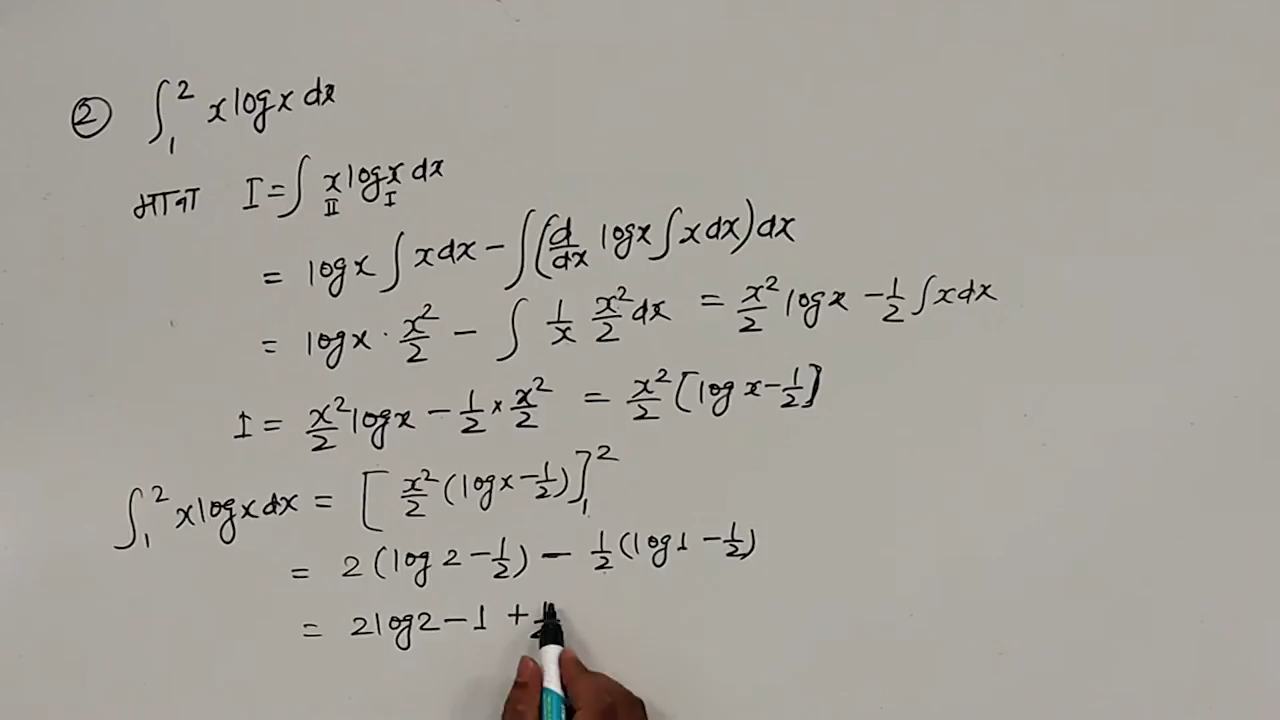 ② ∫₁² x log x dx
माना I = ∫ x log x dx
II I
= log x ∫ x dx − ∫ (d/dx log x ∫ x dx) dx
= log x · x²/2 − ∫ 1/x x²/2 dx = x²/2 log x − 1/2 ∫ x dx
I = x²/2 log x − 1/2 × x²/2 = x²/2 [log x − 1/2]
∫₁² x log x dx = [x²/2 (log x − 1/2)]₁²
= 2 (log 2 − 1/2) − 1/2 (log 1 − 1/2)
= 2 log 2 − 1 +